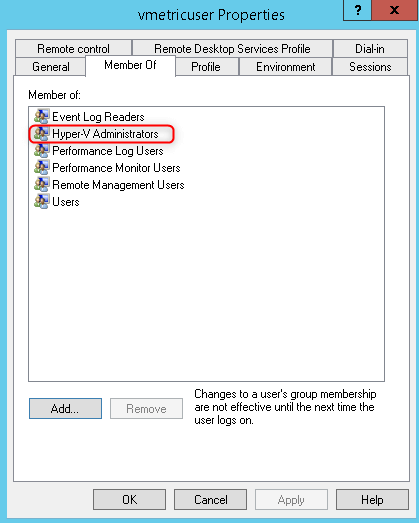 vmetricuser Properties
?
x
Remote control
Remote Desktop Services Profile
Dial-in
General
Member Of
Profile
Environment
Sessions
Member of:
Event Log Readers
Hyper-V Administrators
Performance Log Users
Performance Monitor Users
Remote Management Users
Users
Add...
Remove
Changes to a user's group membership
are not effective until the next time the
user logs on.
OK
Cancel
Apply
Help